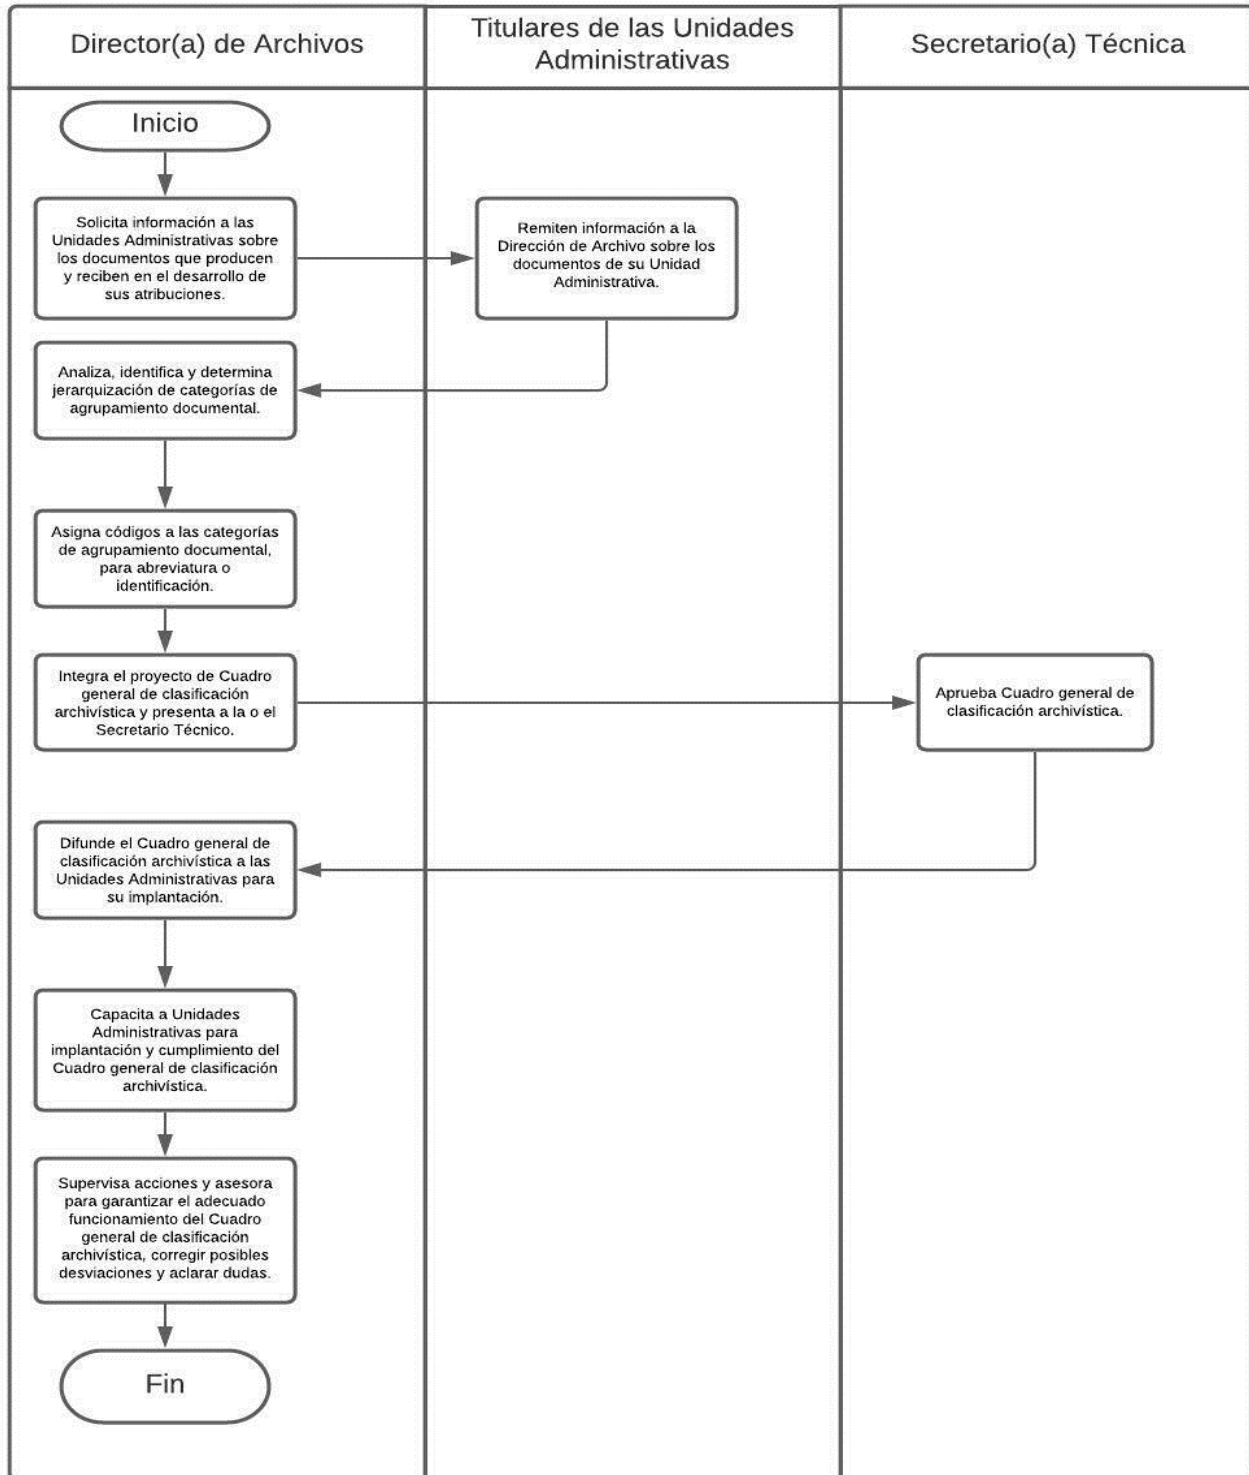 Director(a) de Archivos
Titulares de las Unidades
Administrativas
Secretario(a) Técnica
Inicio
Solicita información a las
Unidades Administrativas sobre
los documentos que producen
y reciben en el desarrollo de
sus atribuciones.
Remiten información a la
Dirección de Archivo sobre los
documentos de su Unidad
Administrativa.
Analiza, identifica y determina
jerarquización de categorías de
agrupamiento documental.
Asigna códigos a las categorías
de agrupamiento documental,
para abreviatura o
identificación.
Integra el proyecto de Cuadro
general de clasificación
archivística y presenta a la o el
Secretario Técnico.
Aprueba Cuadro general de
clasificación archivística.
Difunde el Cuadro general de
clasificación archivística a las
Unidades Administrativas para
su implantación.
Capacita a Unidades
Administrativas para
implantación y cumplimiento del
Cuadro general de clasificación
archivística.
Supervisa acciones y asesora
para garantizar el adecuado
funcionamiento del Cuadro
general de clasificación
archivística, corregir posibles
desviaciones y aclarar dudas.
Fin